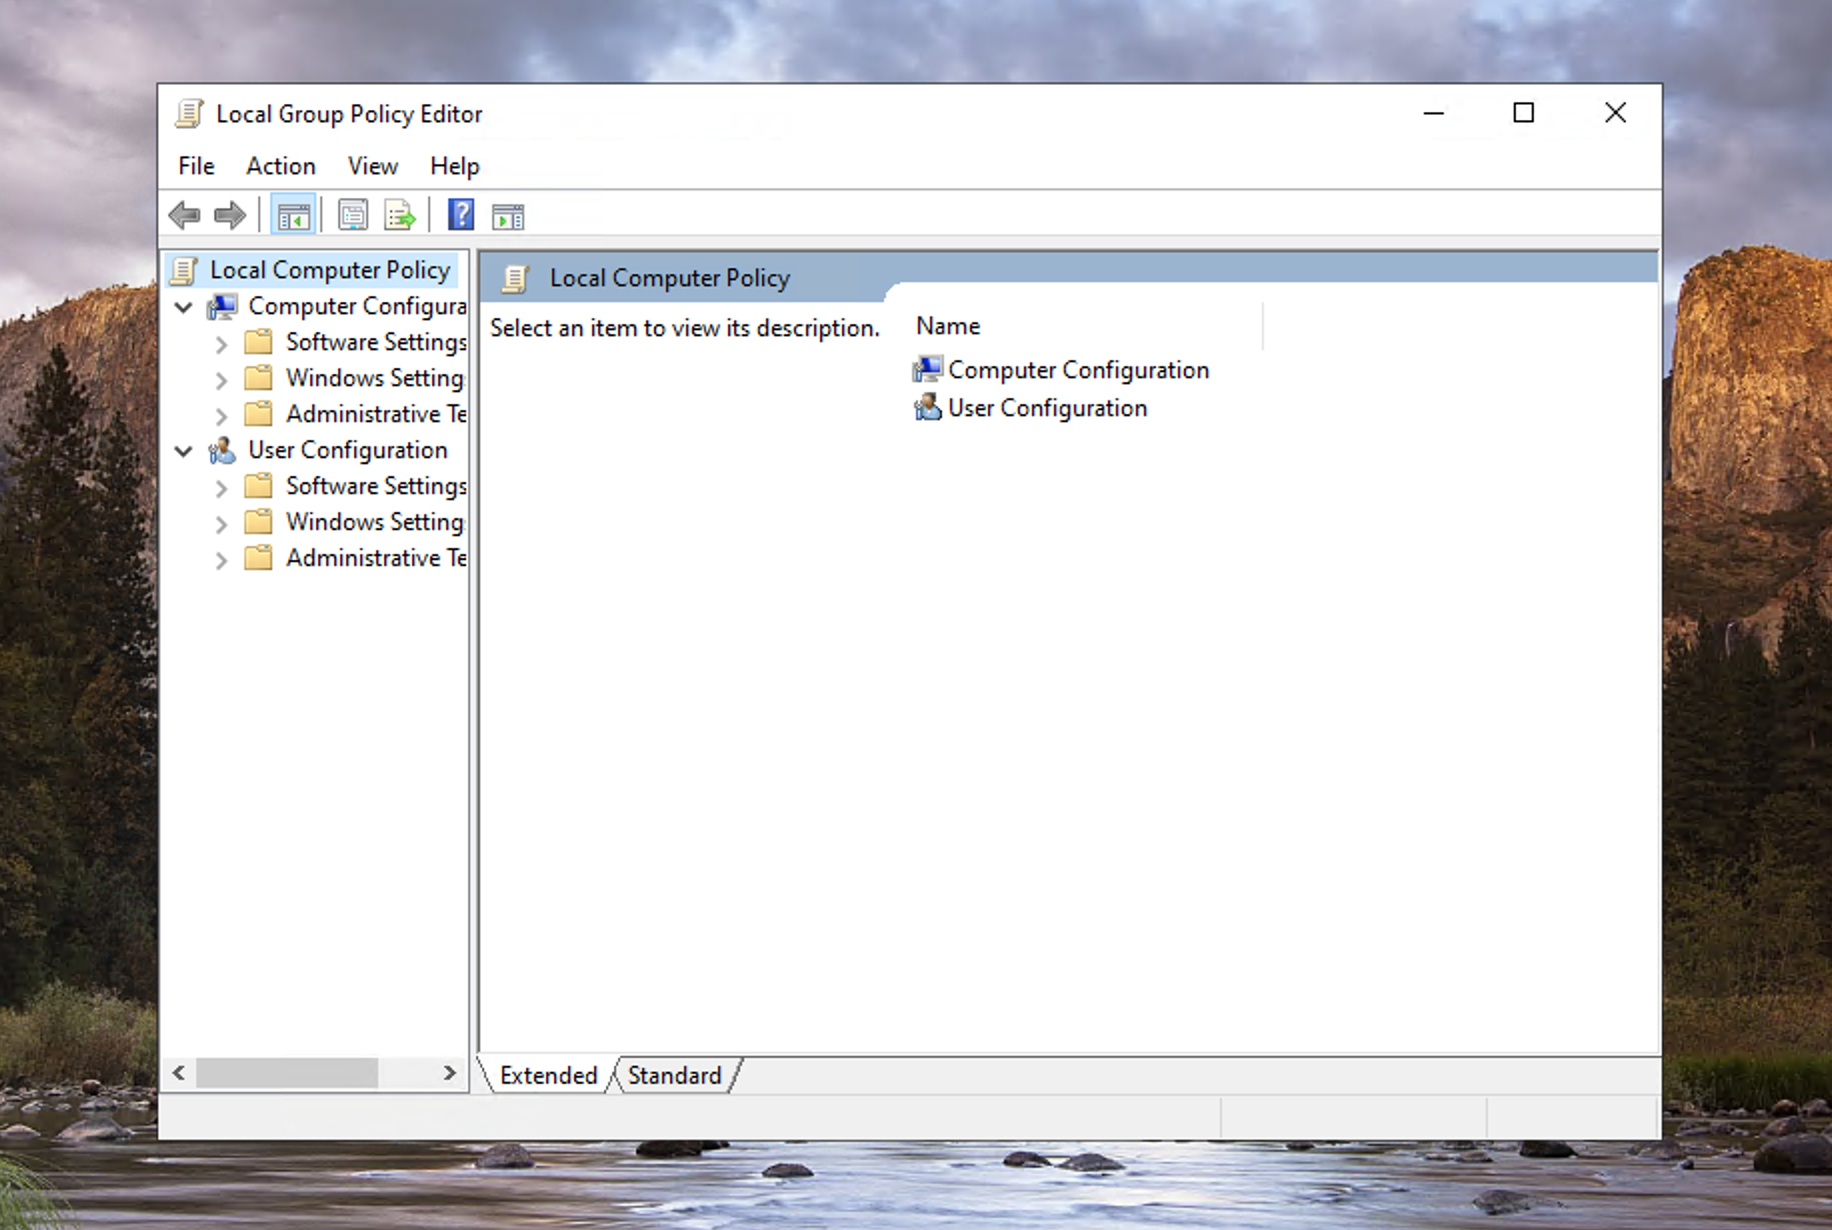 Local Group Policy Editor
File Action View Help
Local Computer Policy
Computer Configura
Software Settings
Windows Setting
Administrative Te
User Configuration
Software Settings
Windows Setting
Administrative Te
Local Computer Policy
Select an item to view its description.
Name
Computer Configuration
User Configuration
Extended Standard